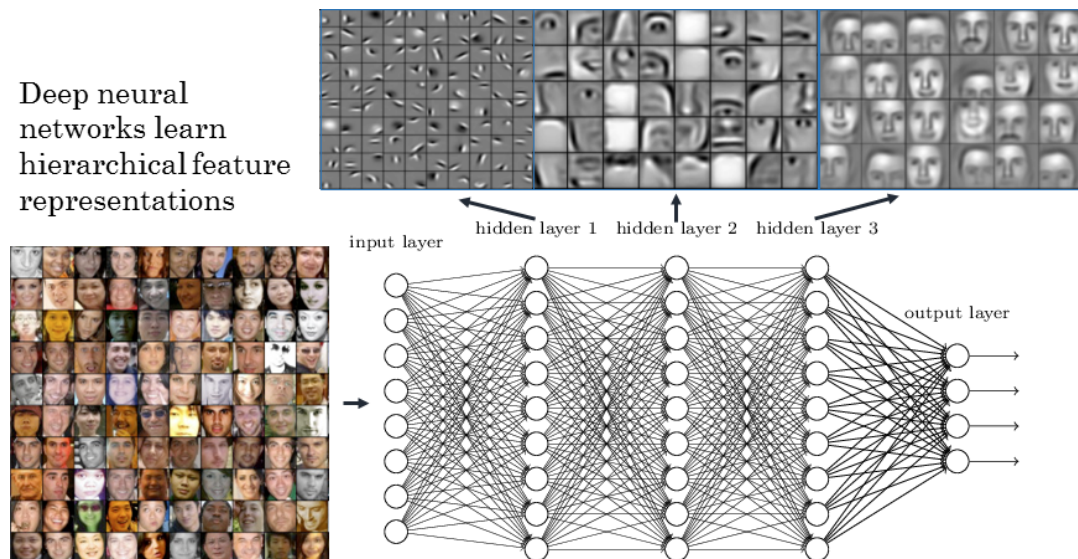 Deep neural
networks learn
hierarchical feature
representations
hidden layer 1 hidden layer 2 hidden layer 3
input layer
output layer